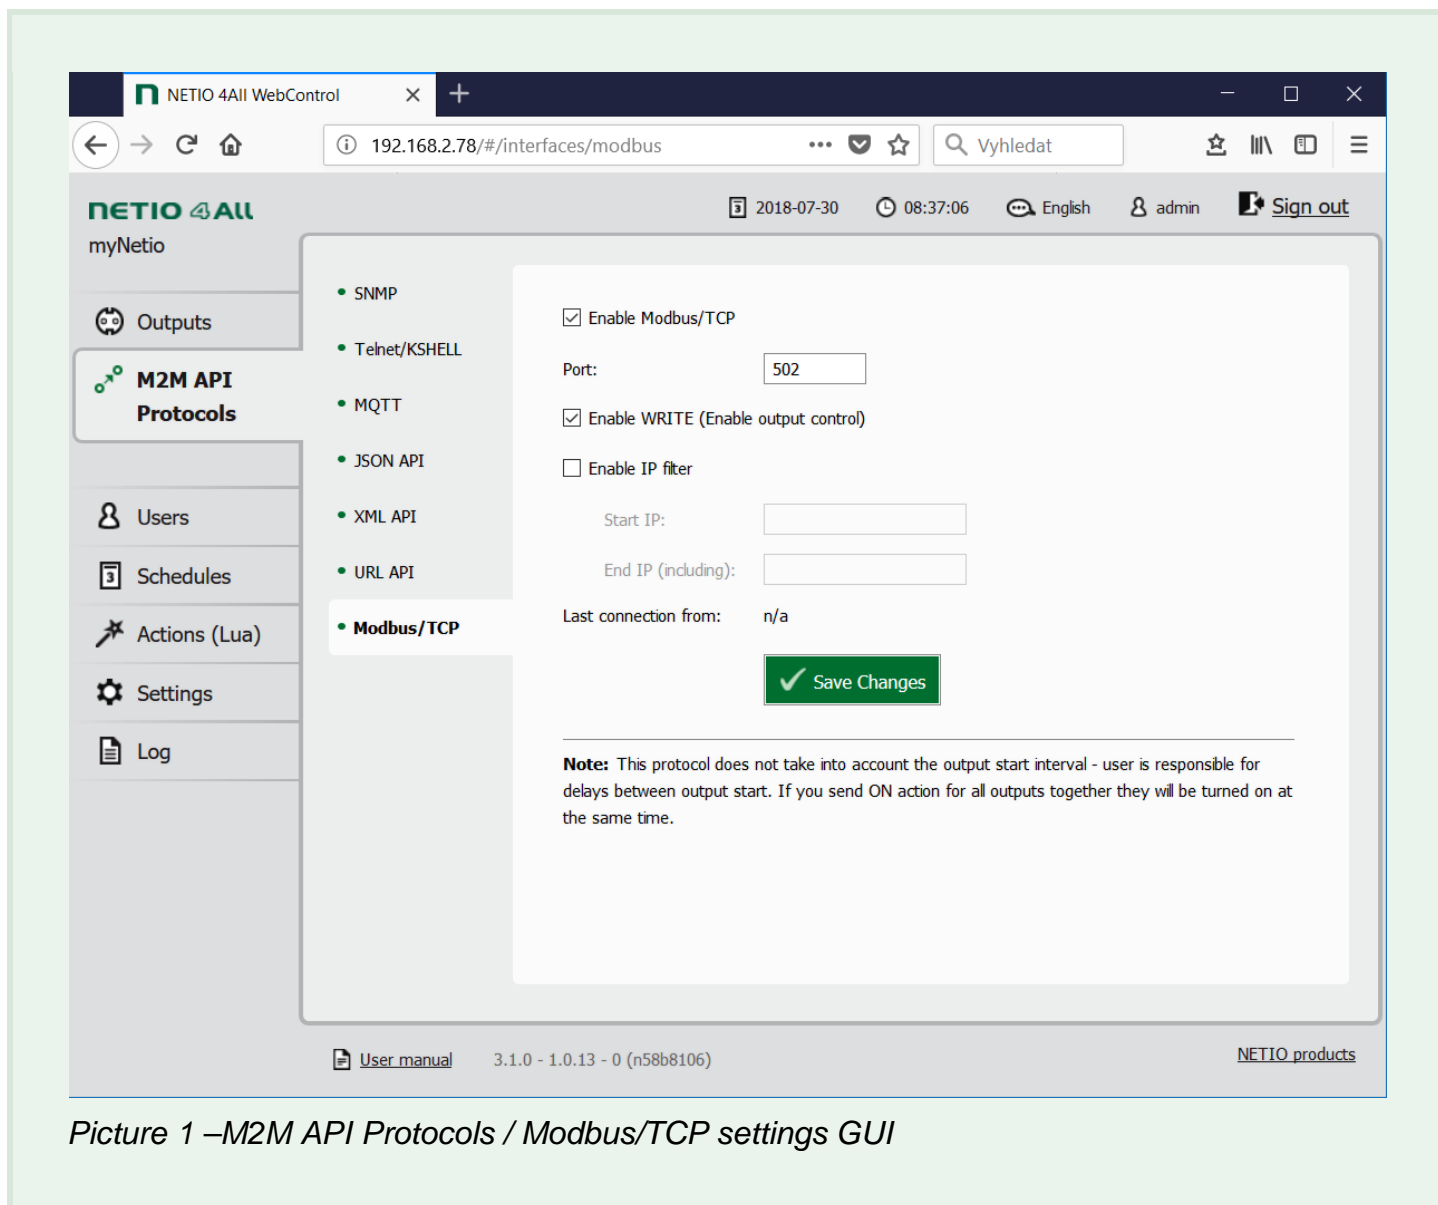 NETIO 4All WebControl
192.168.2.78/#/interfaces/modbus
Vyhledat
NETIO 4All
myNetio
3 2018-07-30 08:37:06 English admin Sign out
Outputs
M2M API
Protocols
Users
3 Schedules
Actions (Lua)
Settings
Log
SNMP
Telnet/KSHELL
MQTT
JSON API
XML API
URL API
Modbus/TCP
Enable Modbus/TCP
Port: 502
Enable WRITE (Enable output control)
Enable IP filter
Start IP:
End IP (including):
Last connection from: n/a
Save Changes
Note: This protocol does not take into account the output start interval - user is responsible for
delays between output start. If you send ON action for all outputs together they will be turned on at
the same time.
User manual 3.1.0 - 1.0.13 - 0 (n58b8106) NETIO products
Picture 1 –M2M API Protocols / Modbus/TCP settings GUI